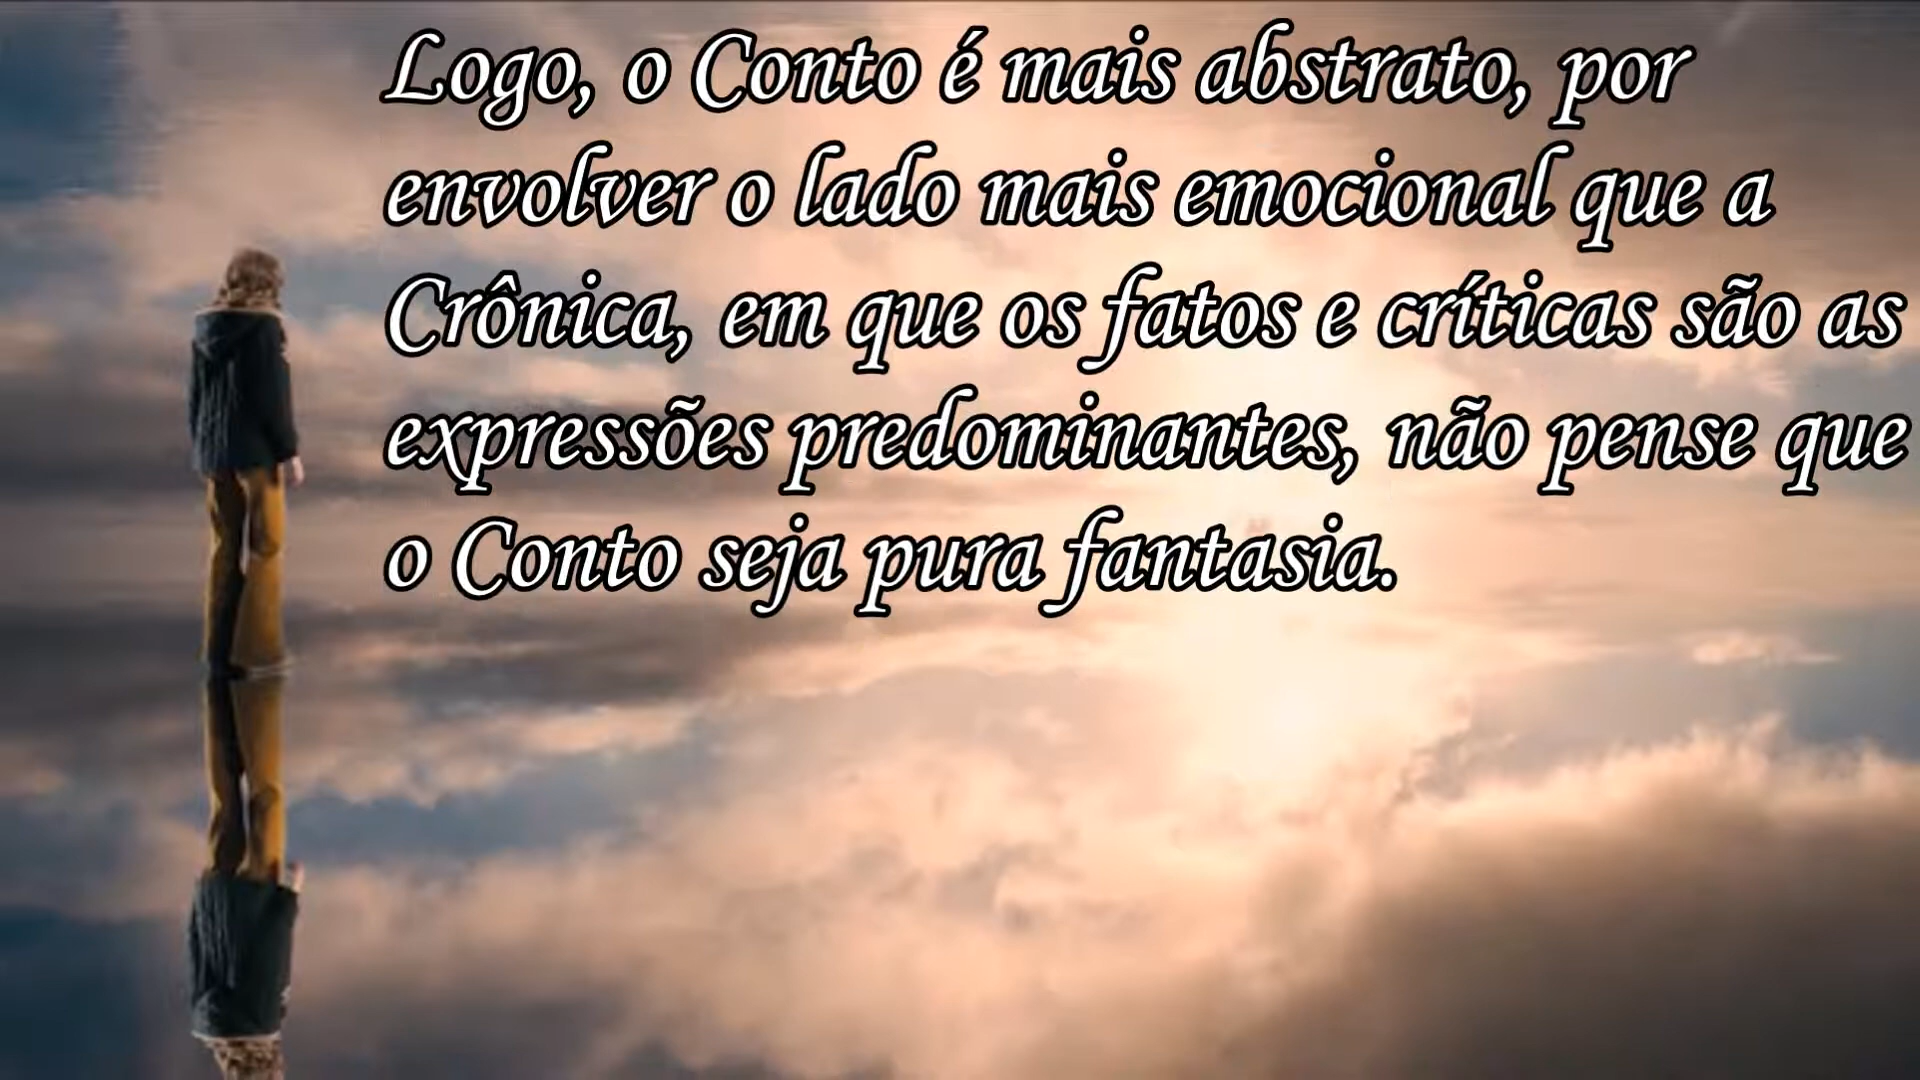 Logo, o Conto é mais abstrato, por
envolver o lado mais emocional que a
Crônica, em que os fatos e críticas são as
expressões predominantes, não pense que
o Conto seja pura fantasia.